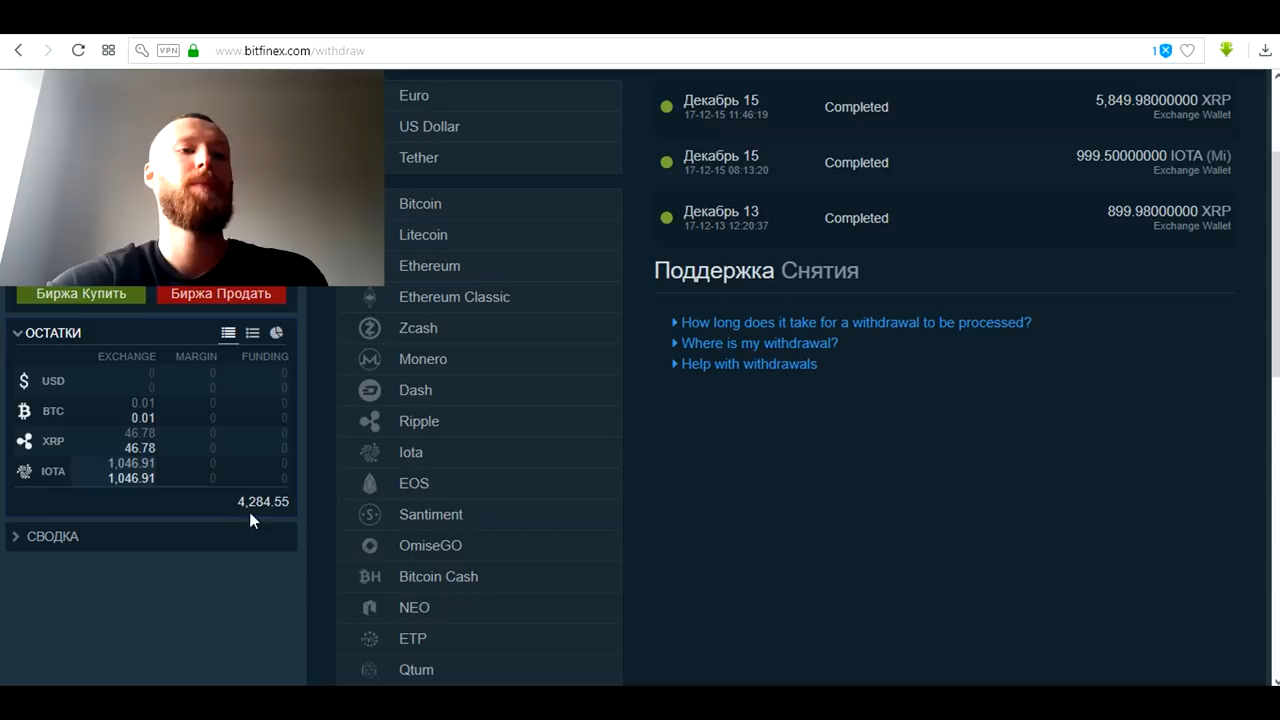 VPN
www.bitfinex.com/withdraw
1
Биржа Купить Биржа Продать
ОСТАТКИ
EXCHANGE MARGIN FUNDING
USD 0 0 0
0 0 0
BTC 0.01 0 0
0.01 0 0
XRP 46.78 0 0
46.78 0 0
IOTA 1,046.91 0 0
1,046.91 0 0
4,284.55
СВОДКА
Euro
US Dollar
Tether
Bitcoin
Litecoin
Ethereum
Ethereum Classic
Zcash
Monero
Dash
Ripple
Iota
EOS
Santiment
OmiseGO
Bitcoin Cash
NEO
ETP
Qtum
Декабрь 15 Completed 5,849.98000000 XRP
17-12-15 11:46:19 Exchange Wallet
Декабрь 15 Completed 999.50000000 IOTA (Mi)
17-12-15 08:13:20 Exchange Wallet
Декабрь 13 Completed 899.98000000 XRP
17-12-13 12:20:37 Exchange Wallet
Поддержка Снятия
How long does it take for a withdrawal to be processed?
Where is my withdrawal?
Help with withdrawals